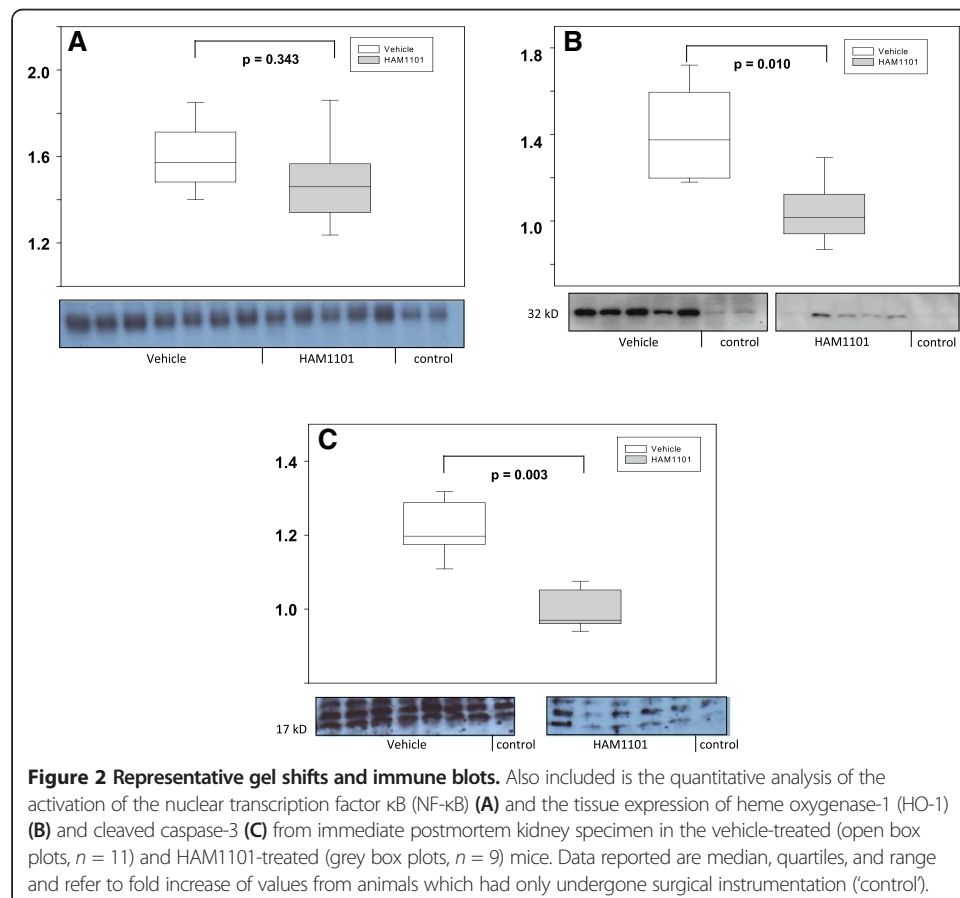 A
Vehicle
HAM1101
p = 0.343
2.0
1.6
1.2
Vehicle
HAM1101
control
B
Vehicle
HAM1101
p = 0.010
1.8
1.4
1.0
32 kD
Vehicle
control
HAM1101
control
C
Vehicle
HAM1101
p = 0.003
1.4
1.2
1.0
17 kD
Vehicle
control
HAM1101
control
Figure 2 Representative gel shifts and immune blots. Also included is the quantitative analysis of the
activation of the nuclear transcription factor κB (NF-κB) (A) and the tissue expression of heme oxygenase-1 (HO-1)
(B) and cleaved caspase-3 (C) from immediate postmortem kidney specimen in the vehicle-treated (open box
plots, n = 11) and HAM1101-treated (grey box plots, n = 9) mice. Data reported are median, quartiles, and range
and refer to fold increase of values from animals which had only undergone surgical instrumentation (‘control’).